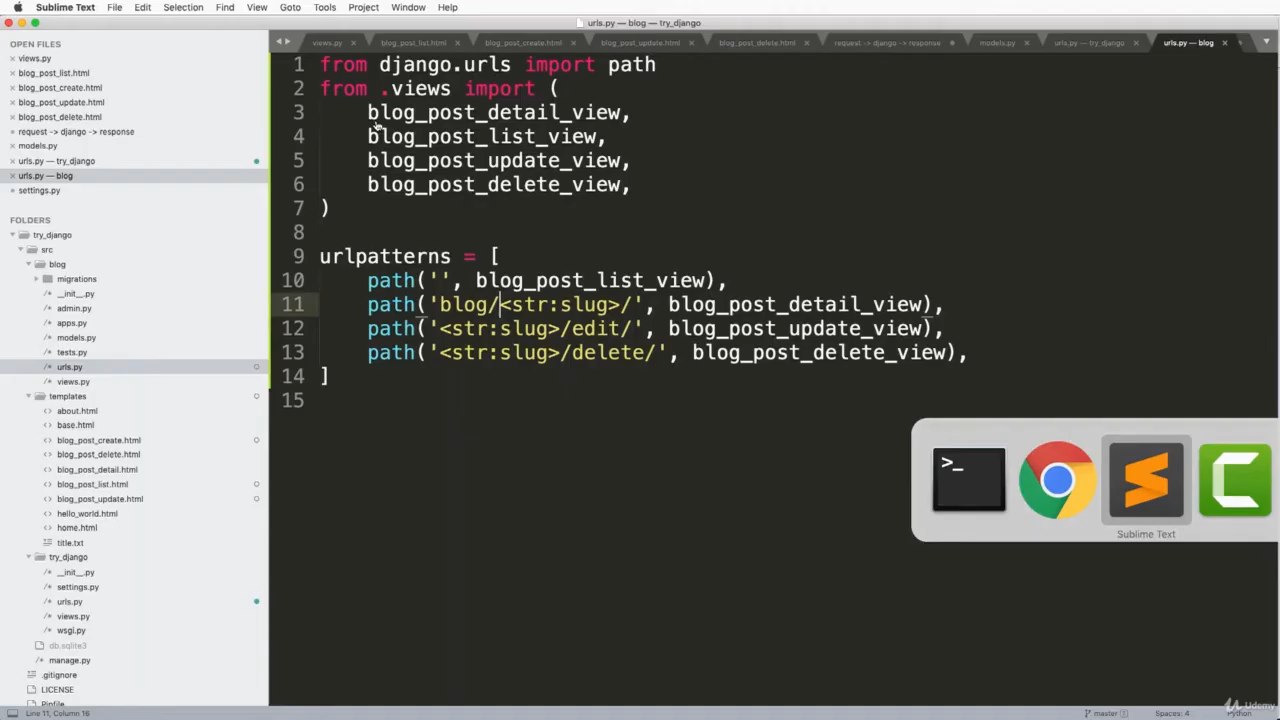 Sublime Text File Edit Selection Find View Goto Tools Project Window Help
urls.py — blog — try_django
OPEN FILES
views.py
blog_post_list.html
blog_post_create.html
blog_post_update.html
blog_post_delete.html
request -> django -> response
models.py
urls.py — try_django
urls.py — blog
settings.py
FOLDERS
try_django
src
blog
migrations
__init__.py
admin.py
apps.py
models.py
tests.py
urls.py
views.py
templates
about.html
base.html
blog_post_create.html
blog_post_delete.html
blog_post_detail.html
blog_post_list.html
blog_post_update.html
hello_world.html
home.html
title.txt
try_django
__init__.py
settings.py
urls.py
views.py
wsgi.py
db.sqlite3
manage.py
.gitignore
LICENSE
Pipfile
views.py blog_post_list.html blog_post_create.html blog_post_update.html blog_post_delete.html request -> django -> response models.py urls.py — try_django urls.py — blog
1 from django.urls import path
2 from .views import (
3 blog_post_detail_view,
4 blog_post_list_view,
5 blog_post_update_view,
6 blog_post_delete_view,
7 )
8
9 urlpatterns = [
10 path('', blog_post_list_view),
11 path('blog/<str:slug>/', blog_post_detail_view),
12 path('<str:slug>/edit/', blog_post_update_view),
13 path('<str:slug>/delete/', blog_post_delete_view),
14 ]
15
>_
Sublime Text
Udemy
Line 11, Column 16 master 1 Spaces: 4 Python